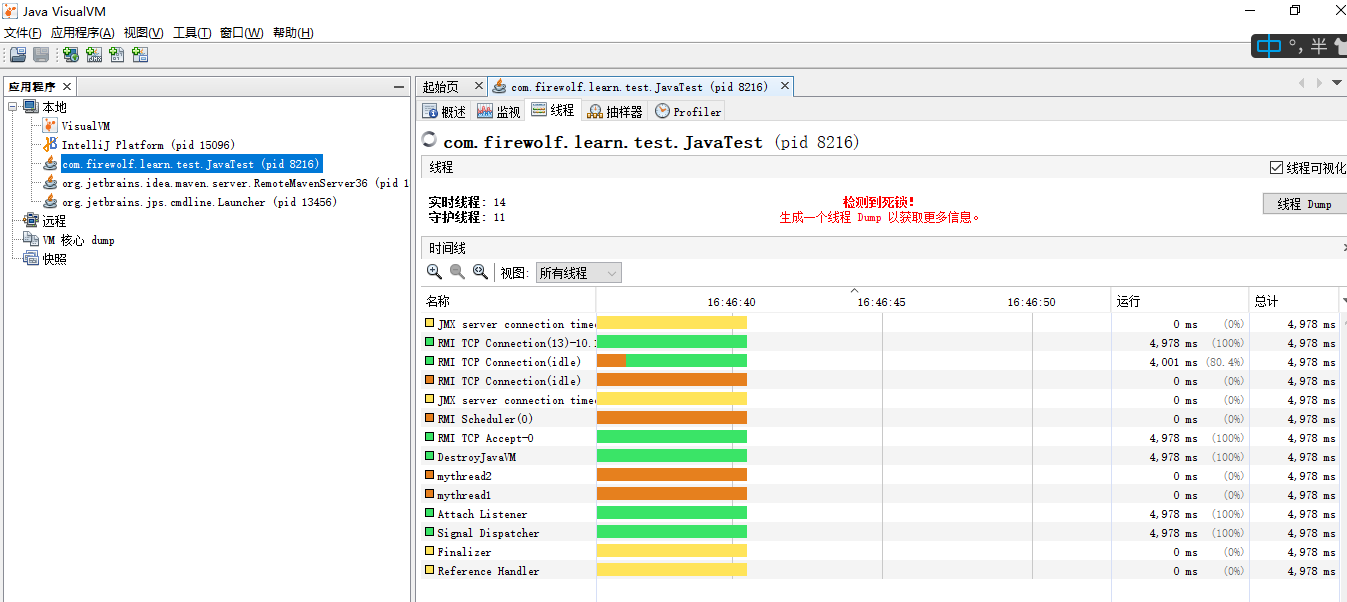 Java VisualVM
文件(F) 应用程序(A) 视图(V) 工具(T) 窗口(W) 帮助(H)
中 °, 半
应用程序 ×
本地
VisualVM
IntelliJ Platform (pid 15096)
com.firewolf.learn.test.JavaTest (pid 8216)
org.jetbrains.idea.maven.server.RemoteMavenServer36 (pid 1
org.jetbrains.jps.cmdline.Launcher (pid 13456)
远程
VM 核心 dump
快照
起始页 × com.firewolf.learn.test.JavaTest (pid 8216) ×
概述 监视 线程 抽样器 Profiler
com.firewolf.learn.test.JavaTest (pid 8216)
线程 线程可视化
实时线程: 14
守护线程: 11
检测到死锁!
生成一个线程 Dump 以获取更多信息。
线程 Dump
时间线
视图: 所有线程
名称 16:46:40 16:46:45 16:46:50 运行 总计
JMX server connection time 0 ms (0%) 4,978 ms
RMI TCP Connection(13)-10. 4,978 ms (100%) 4,978 ms
RMI TCP Connection(idle) 4,001 ms (80.4%) 4,978 ms
RMI TCP Connection(idle) 0 ms (0%) 4,978 ms
JMX server connection time 0 ms (0%) 4,978 ms
RMI Scheduler(0) 0 ms (0%) 4,978 ms
RMI TCP Accept-0 4,978 ms (100%) 4,978 ms
DestroyJavaVM 4,978 ms (100%) 4,978 ms
mythread2 0 ms (0%) 4,978 ms
mythread1 0 ms (0%) 4,978 ms
Attach Listener 4,978 ms (100%) 4,978 ms
Signal Dispatcher 4,978 ms (100%) 4,978 ms
Finalizer 0 ms (0%) 4,978 ms
Reference Handler 0 ms (0%) 4,978 ms